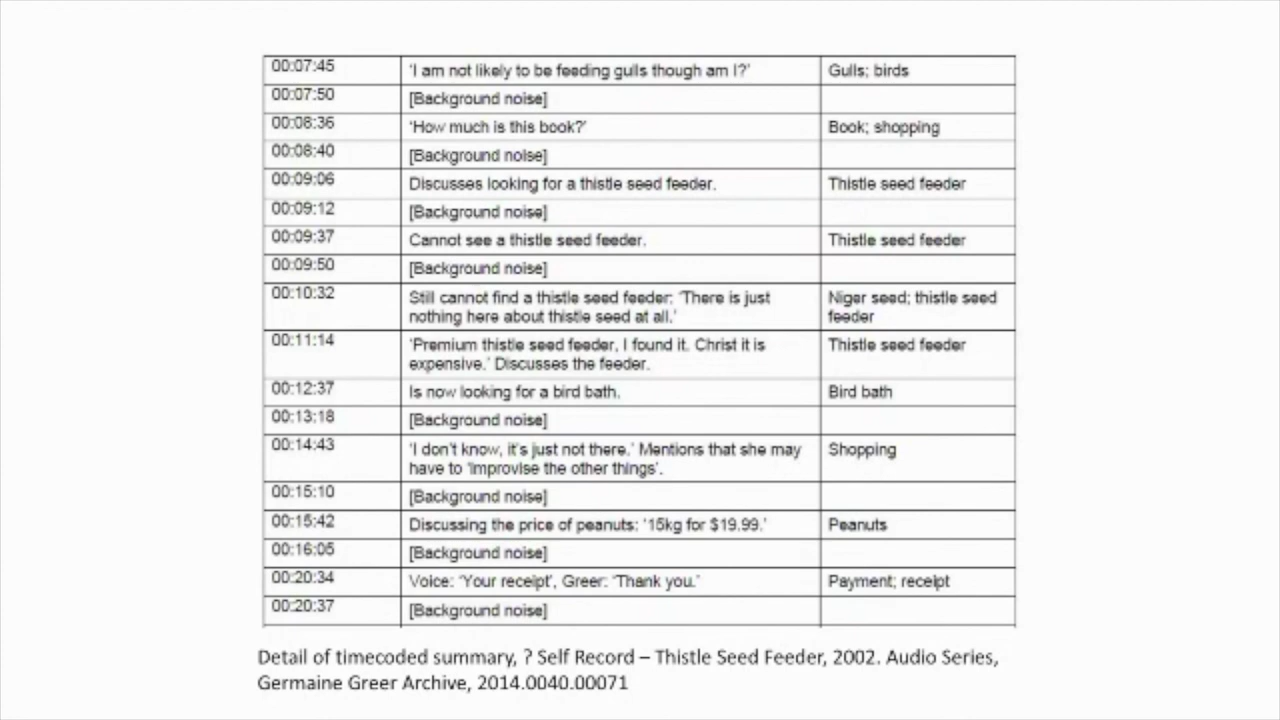 00:07:45 'I am not likely to be feeding gulls though am I?' Gulls; birds
00:07:50 [Background noise]
00:08:36 'How much is this book?' Book; shopping
00:08:40 [Background noise]
00:09:06 Discusses looking for a thistle seed feeder. Thistle seed feeder
00:09:12 [Background noise]
00:09:37 Cannot see a thistle seed feeder. Thistle seed feeder
00:09:50 [Background noise]
00:10:32 Still cannot find a thistle seed feeder: 'There is just Niger seed; thistle seed
nothing here about thistle seed at all.' feeder
00:11:14 'Premium thistle seed feeder, I found it. Christ it is Thistle seed feeder
expensive.' Discusses the feeder.
00:12:37 Is now looking for a bird bath. Bird bath
00:13:18 [Background noise]
00:14:43 'I don't know, it's just not there.' Mentions that she may Shopping
have to 'improvise the other things'.
00:15:10 [Background noise]
00:15:42 Discussing the price of peanuts: '15kg for $19.99.' Peanuts
00:16:05 [Background noise]
00:20:34 Voice: 'Your receipt', Greer: 'Thank you.' Payment; receipt
00:20:37 [Background noise]
Detail of timecoded summary, ? Self Record – Thistle Seed Feeder, 2002. Audio Series,
Germaine Greer Archive, 2014.0040.00071